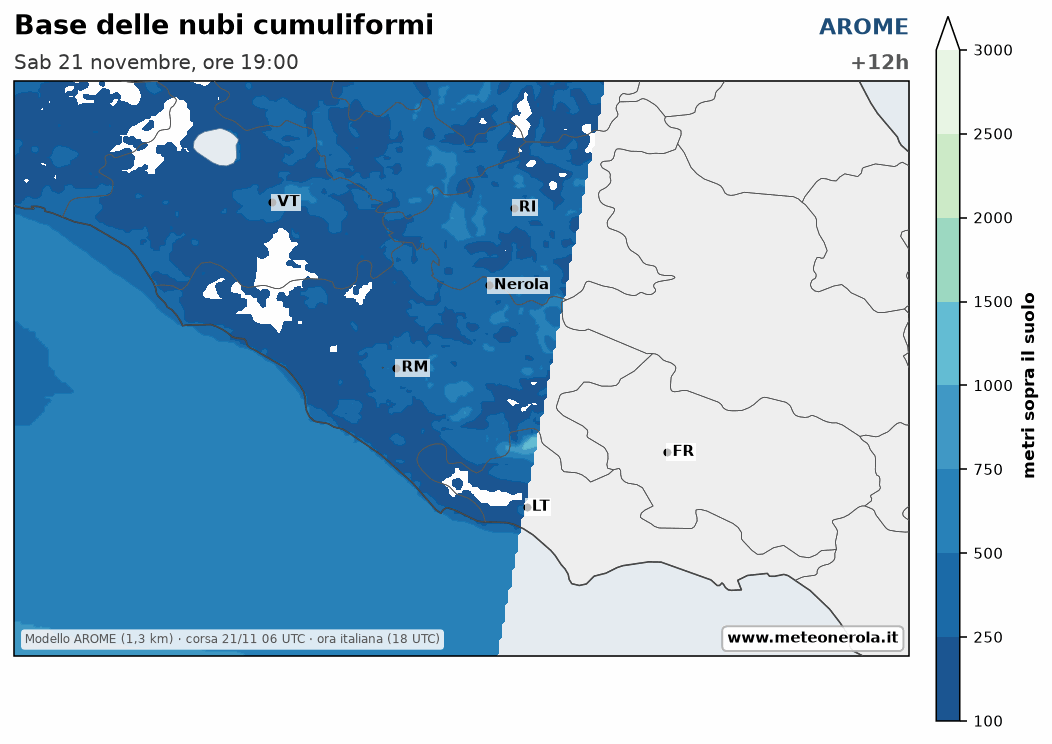 Base delle nubi cumuliformi
AROME
Sab 21 novembre, ore 19:00
+12h
3000
2500
2000
1500
1000
750
500
250
100
metri sopra il suolo
VT
RI
Nerola
RM
FR
LT
Modello AROME (1,3 km) · corsa 21/11 06 UTC · ora italiana (18 UTC)
www.meteonerola.it